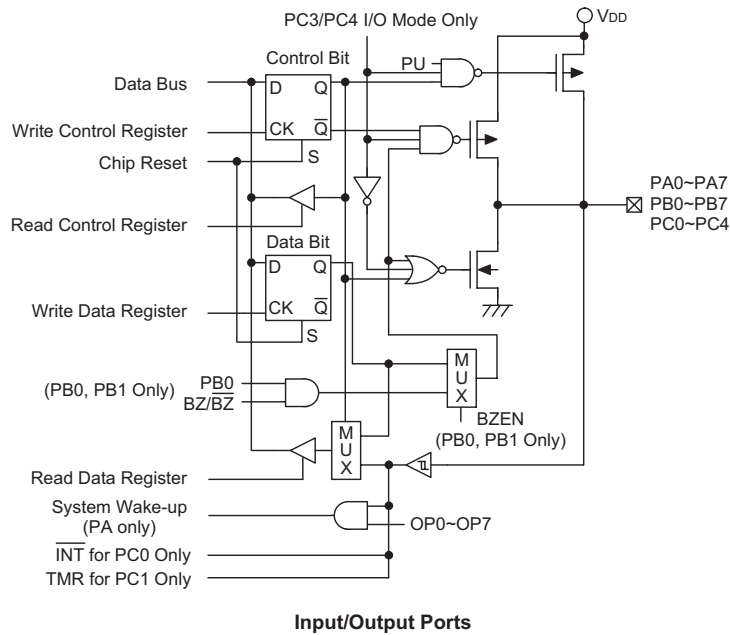 PC3/PC4 I/O Mode Only
VDD
Control Bit
PU
Data Bus
D Q
Write Control Register
CK Q̅
Chip Reset
S
PA0~PA7
PB0~PB7
PC0~PC4
Read Control Register
Data Bit
D Q
Write Data Register
CK Q̅
S
M
U
X
(PB0, PB1 Only)
PB0
BZ/B̅Z̅
BZEN
(PB0, PB1 Only)
M
U
X
Read Data Register
System Wake-up
(PA only)
OP0~OP7
I̅N̅T̅ for PC0 Only
TMR for PC1 Only
Input/Output Ports